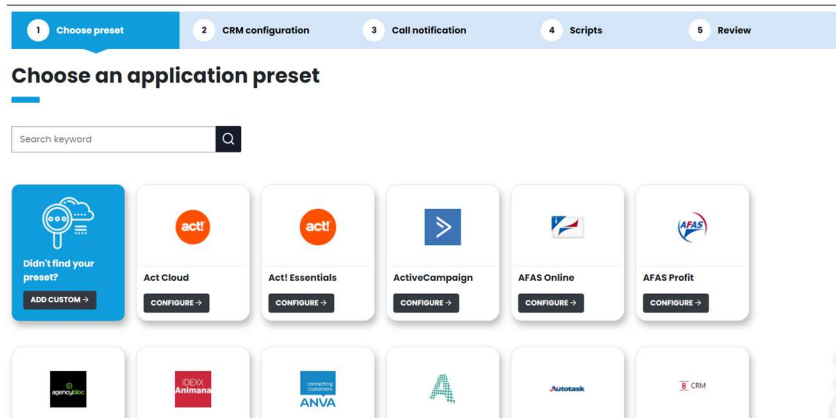 1 Choose preset 2 CRM configuration 3 Call notification 4 Scripts 5 Review
Choose an application preset
Search keyword
act! act! AFAS
Didn't find your
preset? Act Cloud Act! Essentials ActiveCampaign AFAS Online AFAS Profit
ADD CUSTOM → CONFIGURE → CONFIGURE → CONFIGURE → CONFIGURE → CONFIGURE →
agencybloc IDEXX
Animana connecting
customers
ANVA Autotask CRM